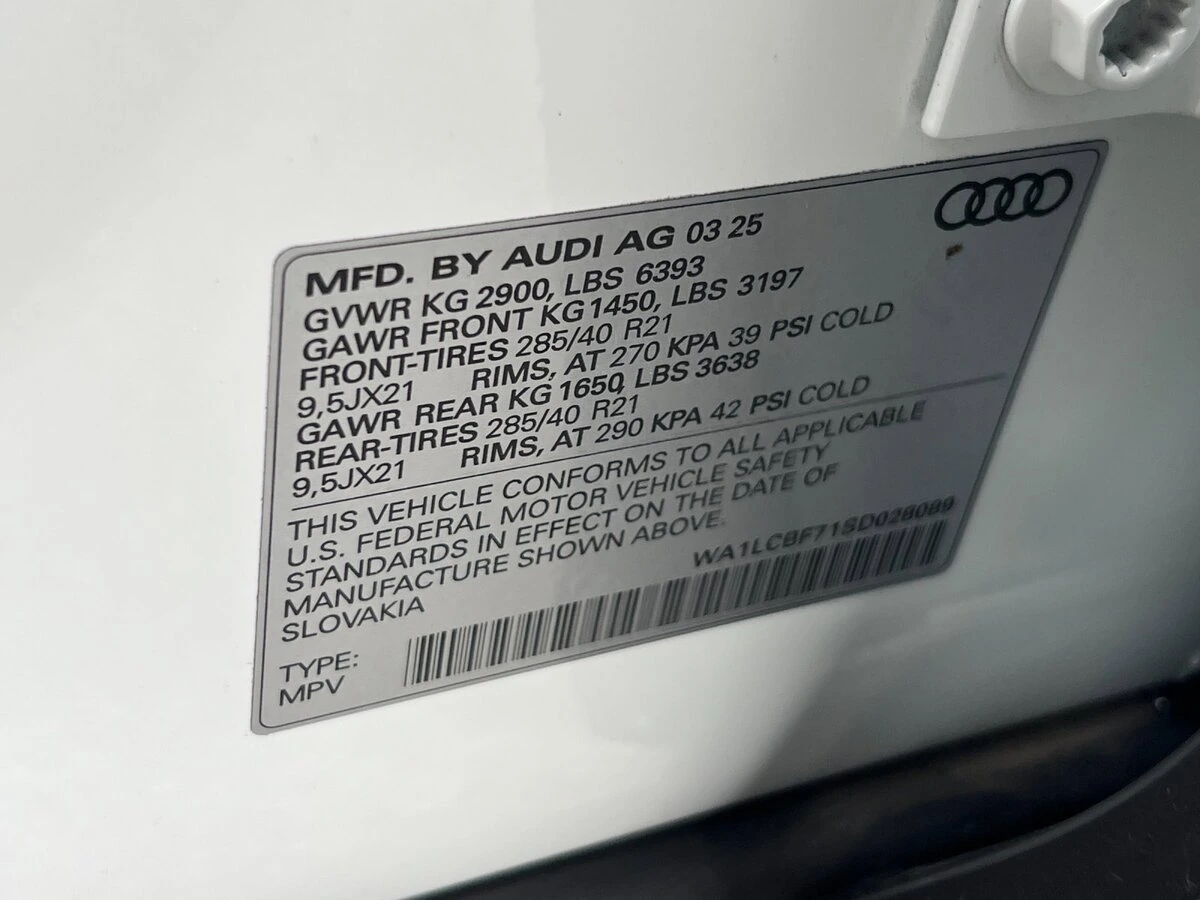 MFD. BY AUDI AG 03 25
GVWR KG 2900, LBS 6393
GAWR FRONT KG 1450, LBS 3197
FRONT-TIRES 285/40 R21
9,5JX21 RIMS, AT 270 KPA 39 PSI COLD
GAWR REAR KG 1650, LBS 3638
REAR-TIRES 285/40 R21
9,5JX21 RIMS, AT 290 KPA 42 PSI COLD
THIS VEHICLE CONFORMS TO ALL APPLICABLE
U.S. FEDERAL MOTOR VEHICLE SAFETY
STANDARDS IN EFFECT ON THE DATE OF
MANUFACTURE SHOWN ABOVE.
SLOVAKIA
WA1LCBF71SD028089
TYPE:
MPV